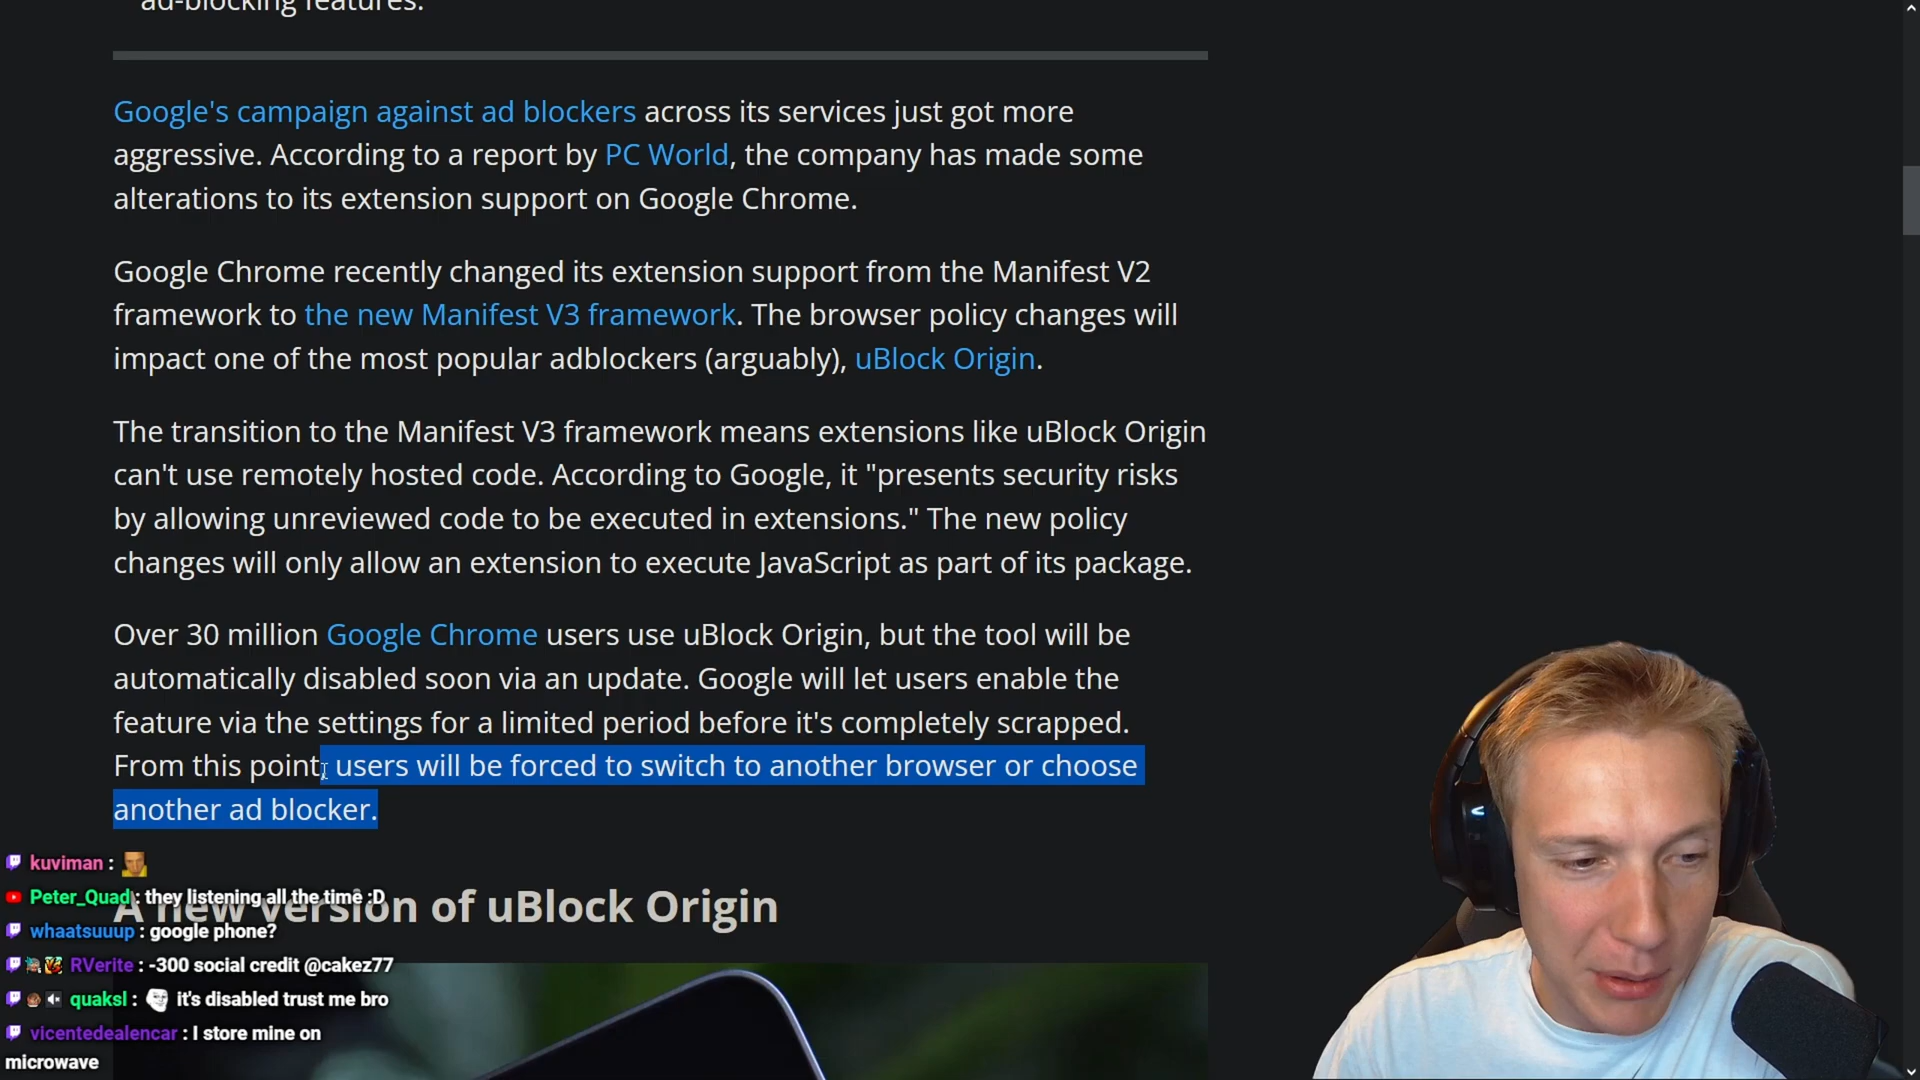 ad-blocking features.
Google's campaign against ad blockers across its services just got more
aggressive. According to a report by PC World, the company has made some
alterations to its extension support on Google Chrome.
Google Chrome recently changed its extension support from the Manifest V2
framework to the new Manifest V3 framework. The browser policy changes will
impact one of the most popular adblockers (arguably), uBlock Origin.
The transition to the Manifest V3 framework means extensions like uBlock Origin
can't use remotely hosted code. According to Google, it "presents security risks
by allowing unreviewed code to be executed in extensions." The new policy
changes will only allow an extension to execute JavaScript as part of its package.
Over 30 million Google Chrome users use uBlock Origin, but the tool will be
automatically disabled soon via an update. Google will let users enable the
feature via the settings for a limited period before it's completely scrapped.
From this point, users will be forced to switch to another browser or choose
another ad blocker.
A new version of uBlock Origin
kuviman :
Peter_Quad : they listening all the time :D
whaatsuuup : google phone?
RVerite : -300 social credit @cakez77
quaksl : it's disabled trust me bro
vicentedealencar : I store mine on
microwave